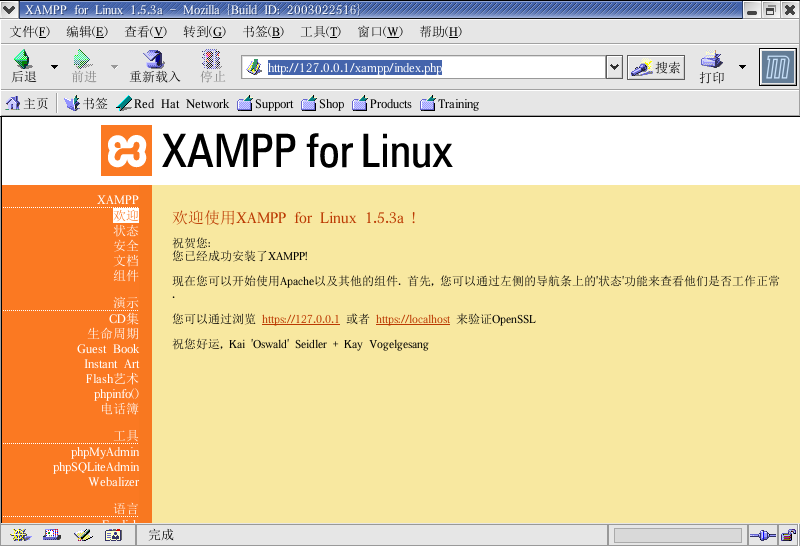 XAMPP for Linux 1.5.3a - Mozilla {Build ID: 2003022516}
文件(F) 编辑(E) 查看(V) 转到(G) 书签(B) 工具(T) 窗口(W) 帮助(H)
后退 前进 重新载入 停止 http://127.0.0.1/xampp/index.php 搜索 打印
主页 书签 Red Hat Network Support Shop Products Training
XAMPP for Linux
XAMPP
欢迎
状态
安全
文档
组件
演示
CD集
生命周期
Guest Book
Instant Art
Flash艺术
phpinfo()
电话簿
工具
phpMyAdmin
phpSQLiteAdmin
Webalizer
语言
English
欢迎使用XAMPP for Linux 1.5.3a !
祝贺您:
您已经成功安装了XAMPP!
现在您可以开始使用Apache以及其他的组件. 首先, 您可以通过左侧的导航条上的'状态'功能来查看他们是否工作正常
.
您可以通过浏览 https://127.0.0.1 或者 https://localhost 来验证OpenSSL
祝您好运, Kai 'Oswald' Seidler + Kay Vogelgesang
完成